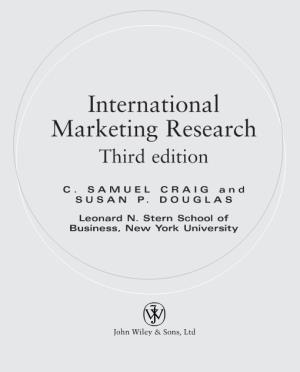 International
Marketing Research
Third edition
C. SAMUEL CRAIG and
SUSAN P. DOUGLAS
Leonard N. Stern School of
Business, New York University
John Wiley & Sons, Ltd